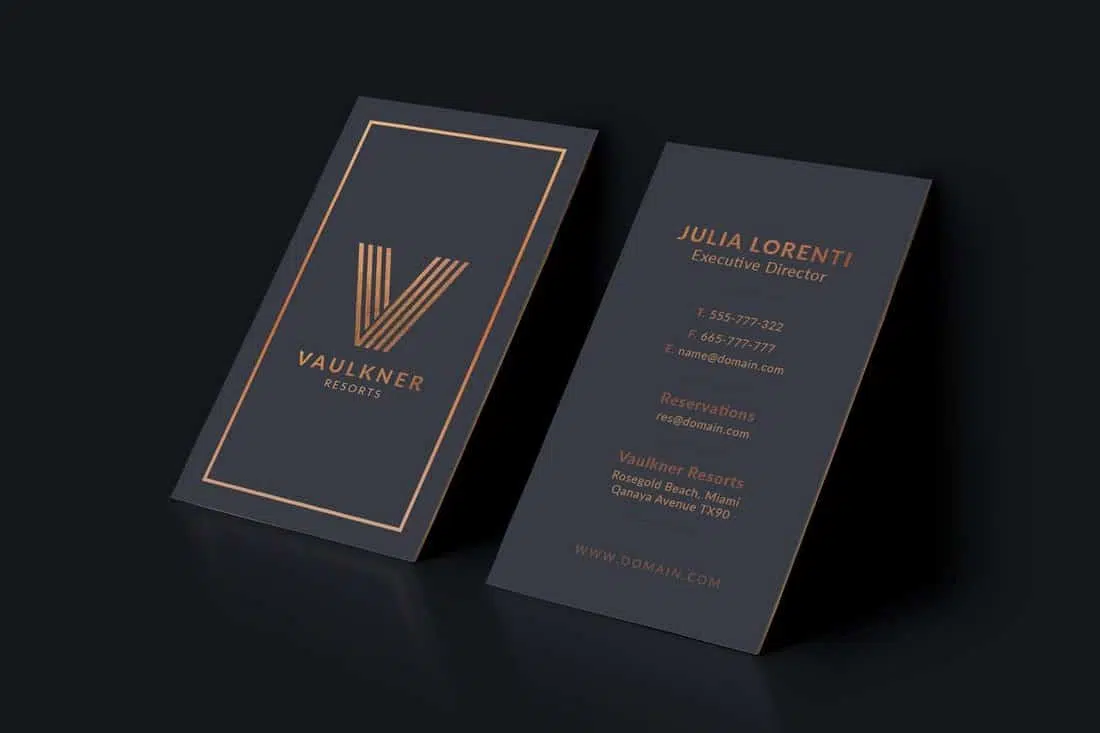 VAULKNER
RESORTS
JULIA LORENTI
Executive Director
T. 555-777-322
F. 665-777-777
E. name@domain.com
Reservations
res@domain.com
Vaulkner Resorts
Rosegold Beach, Miami
Qanaya Avenue TX90
WWW.DOMAIN.COM